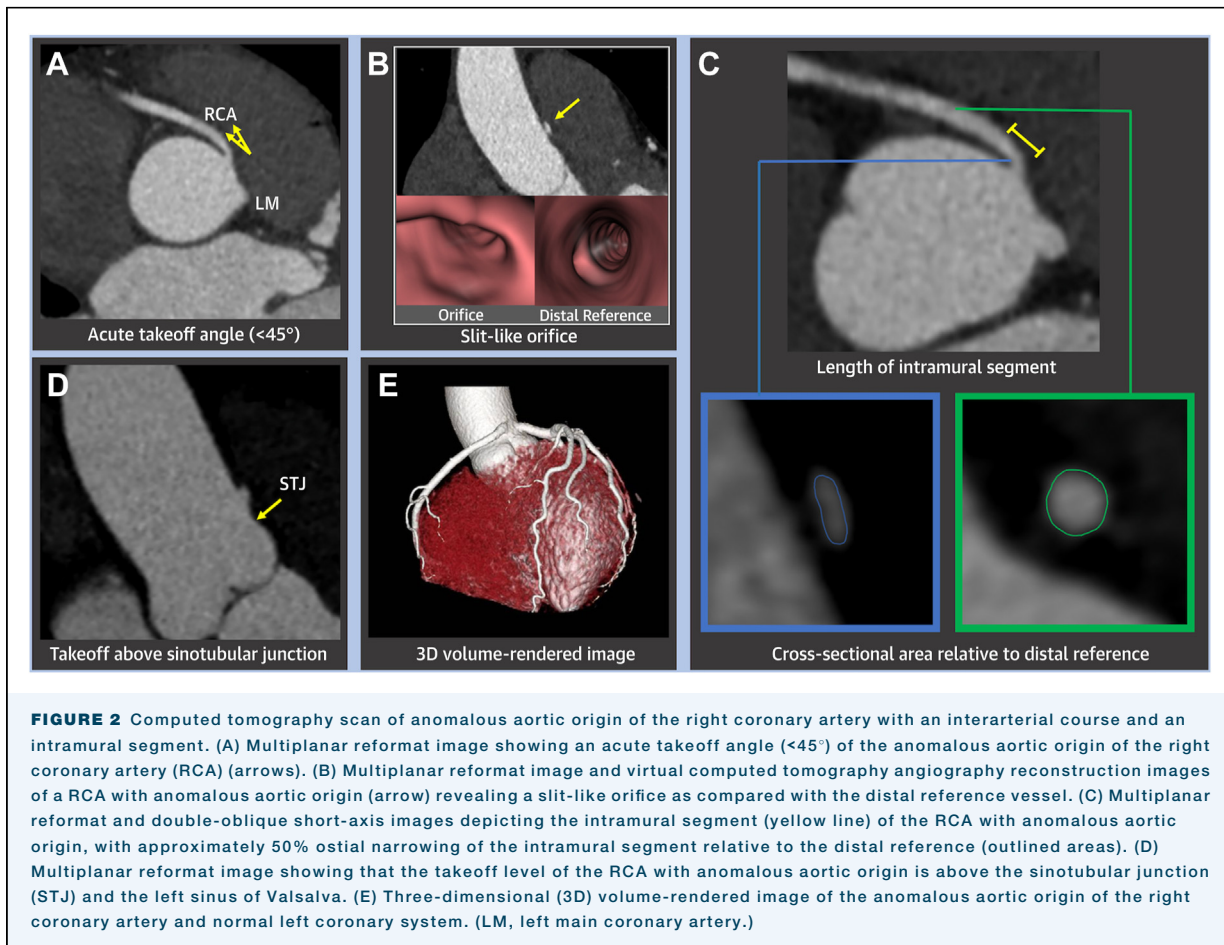 A
RCA
LM
Acute takeoff angle (<45°)
B
Orifice
Distal Reference
Slit-like orifice
C
Length of intramural segment
Cross-sectional area relative to distal reference
D
STJ
Takeoff above sinotubular junction
E
3D volume-rendered image
FIGURE 2 Computed tomography scan of anomalous aortic origin of the right coronary artery with an interarterial course and an
intramural segment. (A) Multiplanar reformat image showing an acute takeoff angle (<45°) of the anomalous aortic origin of the right
coronary artery (RCA) (arrows). (B) Multiplanar reformat image and virtual computed tomography angiography reconstruction images
of a RCA with anomalous aortic origin (arrow) revealing a slit-like orifice as compared with the distal reference vessel. (C) Multiplanar
reformat and double-oblique short-axis images depicting the intramural segment (yellow line) of the RCA with anomalous aortic
origin, with approximately 50% ostial narrowing of the intramural segment relative to the distal reference (outlined areas). (D)
Multiplanar reformat image showing that the takeoff level of the RCA with anomalous aortic origin is above the sinotubular junction
(STJ) and the left sinus of Valsalva. (E) Three-dimensional (3D) volume-rendered image of the anomalous aortic origin of the right
coronary artery and normal left coronary system. (LM, left main coronary artery.)